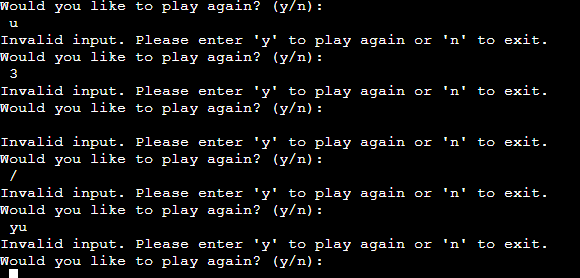 Would you like to play again? (y/n):
u
Invalid input. Please enter 'y' to play again or 'n' to exit.
Would you like to play again? (y/n):
3
Invalid input. Please enter 'y' to play again or 'n' to exit.
Would you like to play again? (y/n):
Invalid input. Please enter 'y' to play again or 'n' to exit.
Would you like to play again? (y/n):
/
Invalid input. Please enter 'y' to play again or 'n' to exit.
Would you like to play again? (y/n):
yu
Invalid input. Please enter 'y' to play again or 'n' to exit.
Would you like to play again? (y/n):